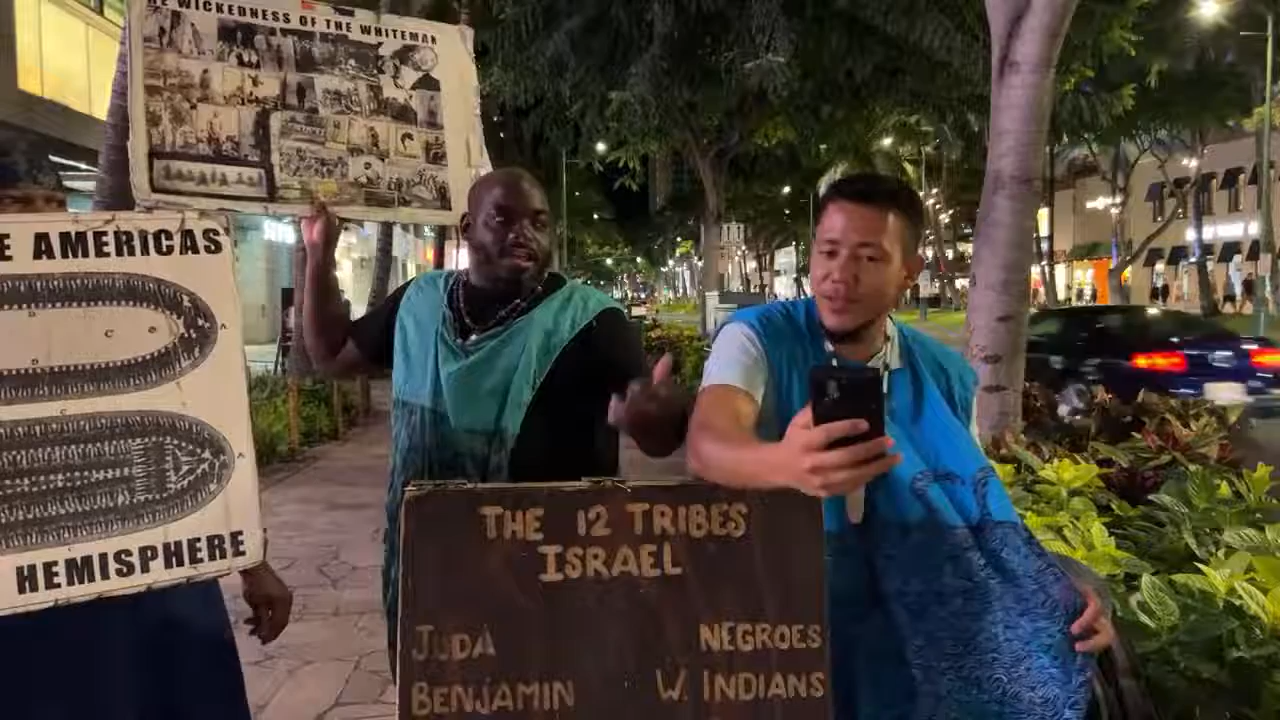 E WICKEDNESS OF THE WHITEMAN
E AMERICAS
HEMISPHERE
THE 12 TRIBES
ISRAEL
JUDA NEGROES
BENJAMIN W. INDIANS